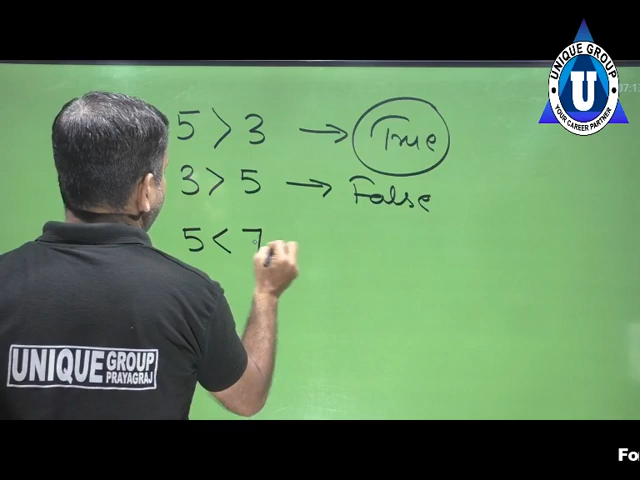 UNIQUE GROUP
U
YOUR CAREER PARTNER
5 > 3 → True
3 > 5 → False
5 < 7
UNIQUE GROUP
PRAYAGRAJ